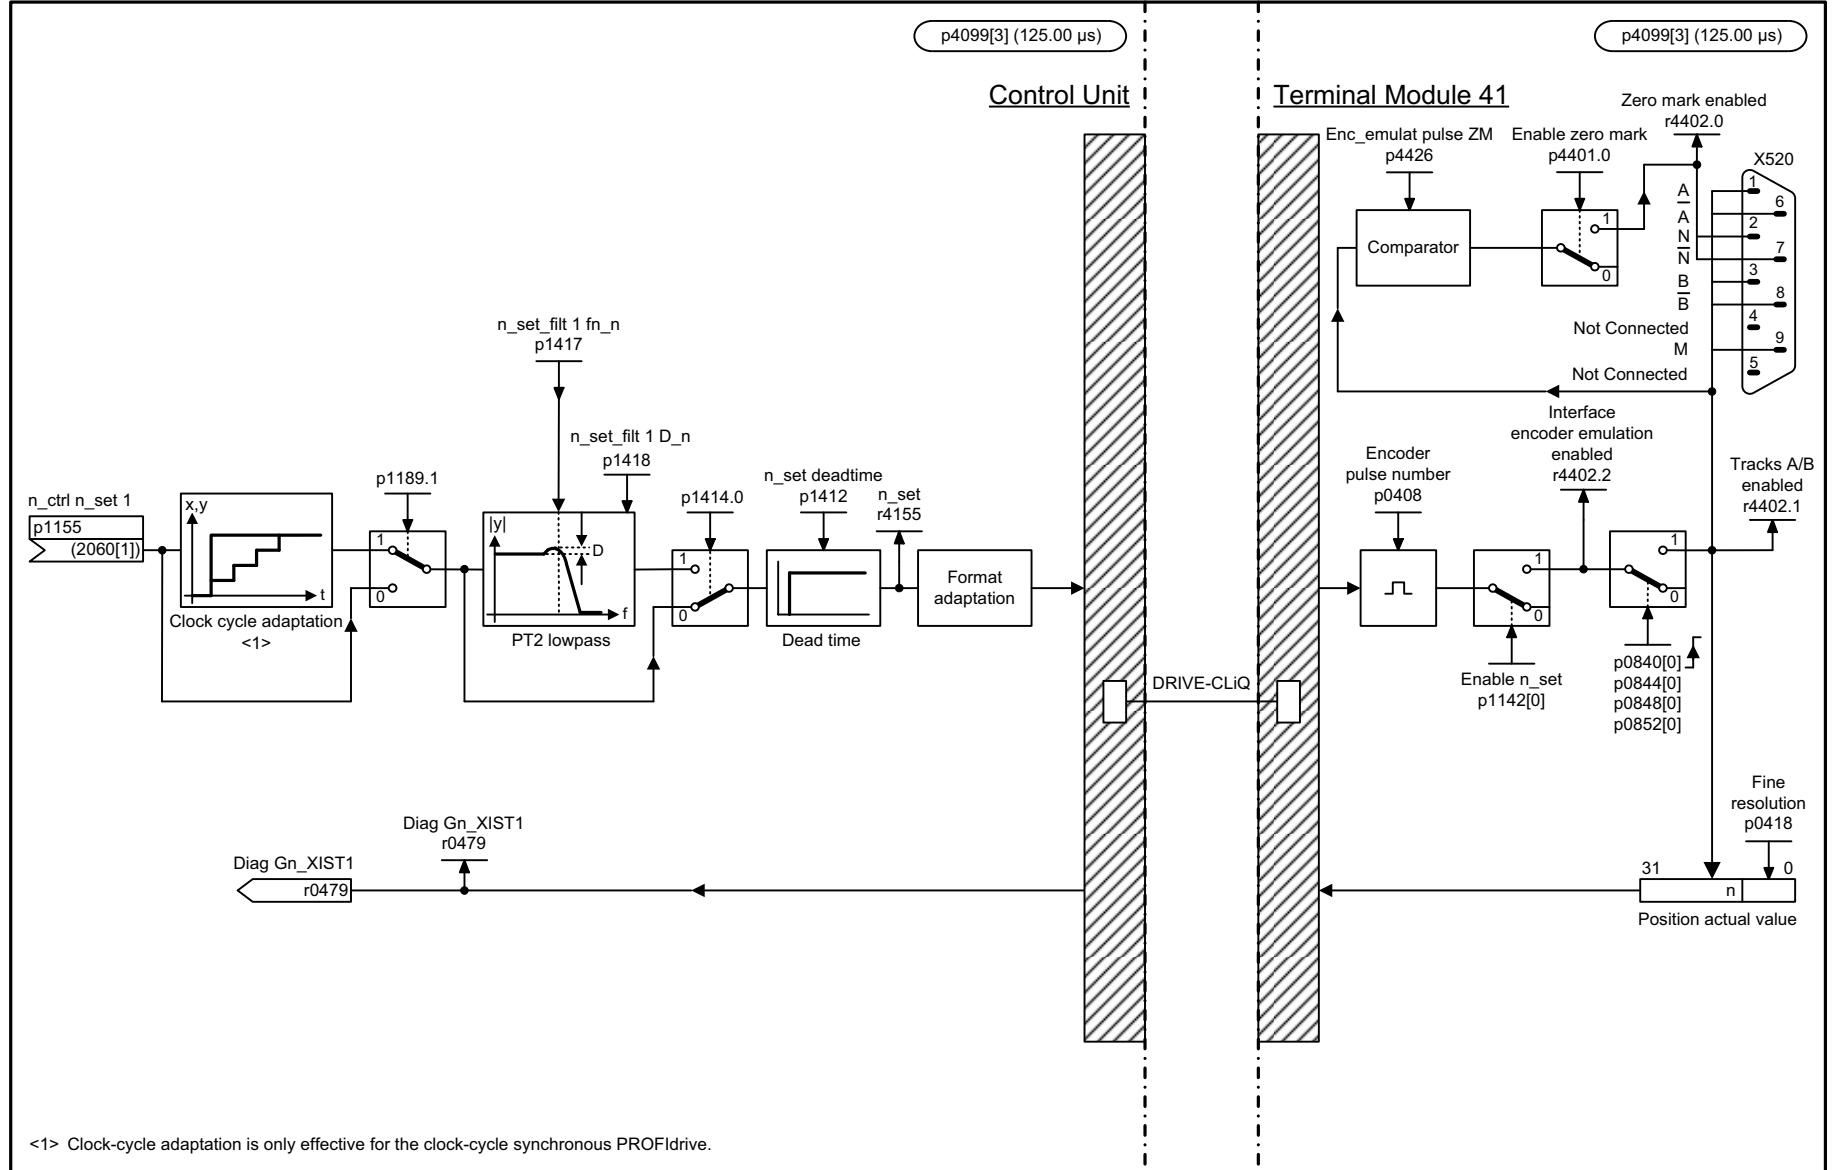 p4099[3] (125.00 µs)
p4099[3] (125.00 µs)
Control Unit
Terminal Module 41
Zero mark enabled
r4402.0
Enc_emulat pulse ZM
p4426
Enable zero mark
p4401.0
X520
Comparator
1
0
A
A
N
N
B
B
Not Connected
M
Not Connected
1
6
2
7
3
8
4
9
5
n_set_filt 1 fn_n
p1417
n_set_filt 1 D_n
p1418
n_ctrl n_set 1
p1155
(2060[1])
x,y
t
Clock cycle adaptation
<1>
p1189.1
1
0
|y|
D
f
PT2 lowpass
p1414.0
1
0
n_set deadtime
p1412
Dead time
n_set
r4155
Format
adaptation
DRIVE-CLiQ
Encoder
pulse number
p0408
Interface
encoder emulation
enabled
r4402.2
1
0
Enable n_set
p1142[0]
1
0
p0840[0]
p0844[0]
p0848[0]
p0852[0]
Tracks A/B
enabled
r4402.1
Fine
resolution
p0418
31
0
n
Position actual value
Diag Gn_XIST1
r0479
Diag Gn_XIST1
r0479
<1> Clock-cycle adaptation is only effective for the clock-cycle synchronous PROFIdrive.